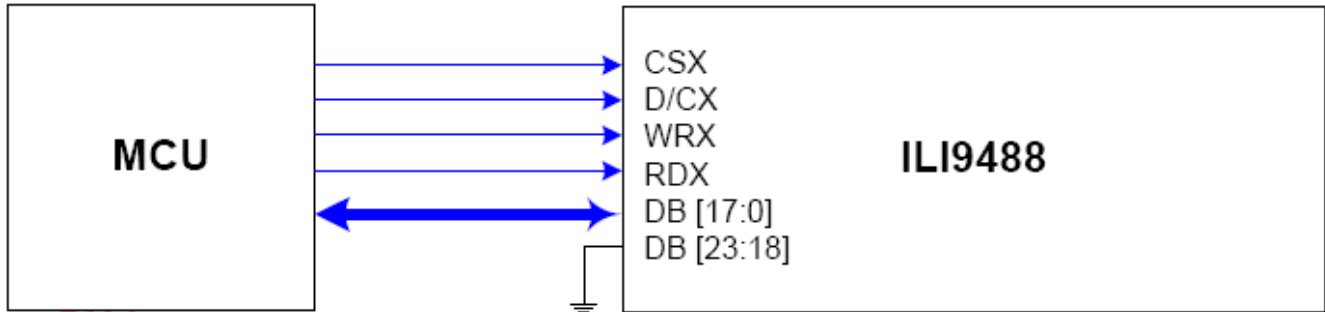 MCU
CSX
D/CX
WRX
RDX
DB [17:0]
DB [23:18]
ILI9488